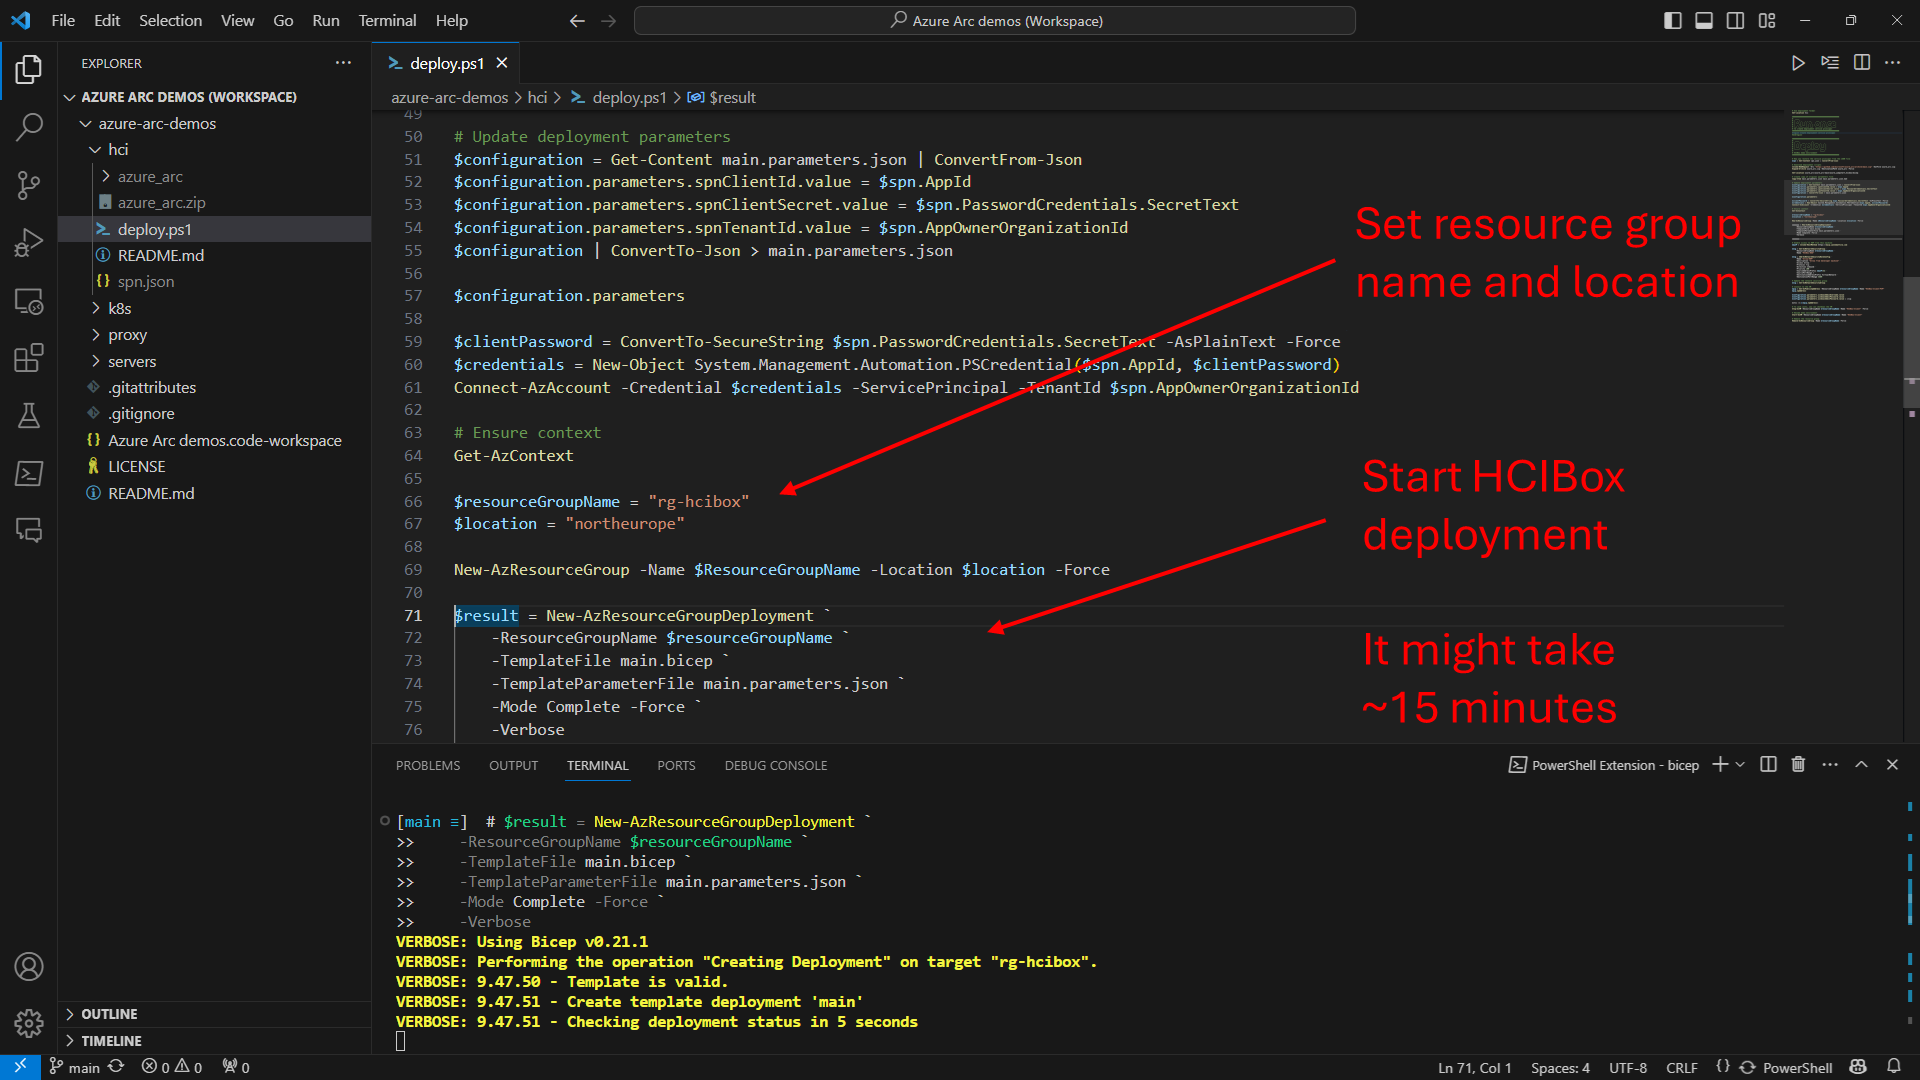 File Edit Selection View Go Run Terminal Help
Azure Arc demos (Workspace)
EXPLORER
deploy.ps1
AZURE ARC DEMOS (WORKSPACE)
azure-arc-demos
hci
azure_arc
azure_arc.zip
deploy.ps1
README.md
spn.json
k8s
proxy
servers
.gitattributes
.gitignore
Azure Arc demos.code-workspace
LICENSE
README.md
OUTLINE
TIMELINE
azure-arc-demos > hci > deploy.ps1 > $result
49
50 # Update deployment parameters
51 $configuration = Get-Content main.parameters.json | ConvertFrom-Json
52 $configuration.parameters.spnClientId.value = $spn.AppId
53 $configuration.parameters.spnClientSecret.value = $spn.PasswordCredentials.SecretText
54 $configuration.parameters.spnTenantId.value = $spn.AppOwnerOrganizationId
55 $configuration | ConvertTo-Json > main.parameters.json
56
57 $configuration.parameters
58
59 $clientPassword = ConvertTo-SecureString $spn.PasswordCredentials.SecretText -AsPlainText -Force
60 $credentials = New-Object System.Management.Automation.PSCredential($spn.AppId, $clientPassword)
61 Connect-AzAccount -Credential $credentials -ServicePrincipal -TenantId $spn.AppOwnerOrganizationId
62
63 # Ensure context
64 Get-AzContext
65
66 $resourceGroupName = "rg-hcibox"
67 $location = "northeurope"
68
69 New-AzResourceGroup -Name $ResourceGroupName -Location $location -Force
70
71 $result = New-AzResourceGroupDeployment `
72 -ResourceGroupName $resourceGroupName `
73 -TemplateFile main.bicep `
74 -TemplateParameterFile main.parameters.json `
75 -Mode Complete -Force `
76 -Verbose
Set resource group
name and location
Start HCIBox
deployment
It might take
~15 minutes
PROBLEMS OUTPUT TERMINAL PORTS DEBUG CONSOLE
PowerShell Extension - bicep
[main ≡] # $result = New-AzResourceGroupDeployment `
>> -ResourceGroupName $resourceGroupName `
>> -TemplateFile main.bicep `
>> -TemplateParameterFile main.parameters.json `
>> -Mode Complete -Force `
>> -Verbose
VERBOSE: Using Bicep v0.21.1
VERBOSE: Performing the operation "Creating Deployment" on target "rg-hcibox".
VERBOSE: 9.47.50 - Template is valid.
VERBOSE: 9.47.51 - Create template deployment 'main'
VERBOSE: 9.47.51 - Checking deployment status in 5 seconds
main 0 0 0
Ln 71, Col 1 Spaces: 4 UTF-8 CRLF {} PowerShell